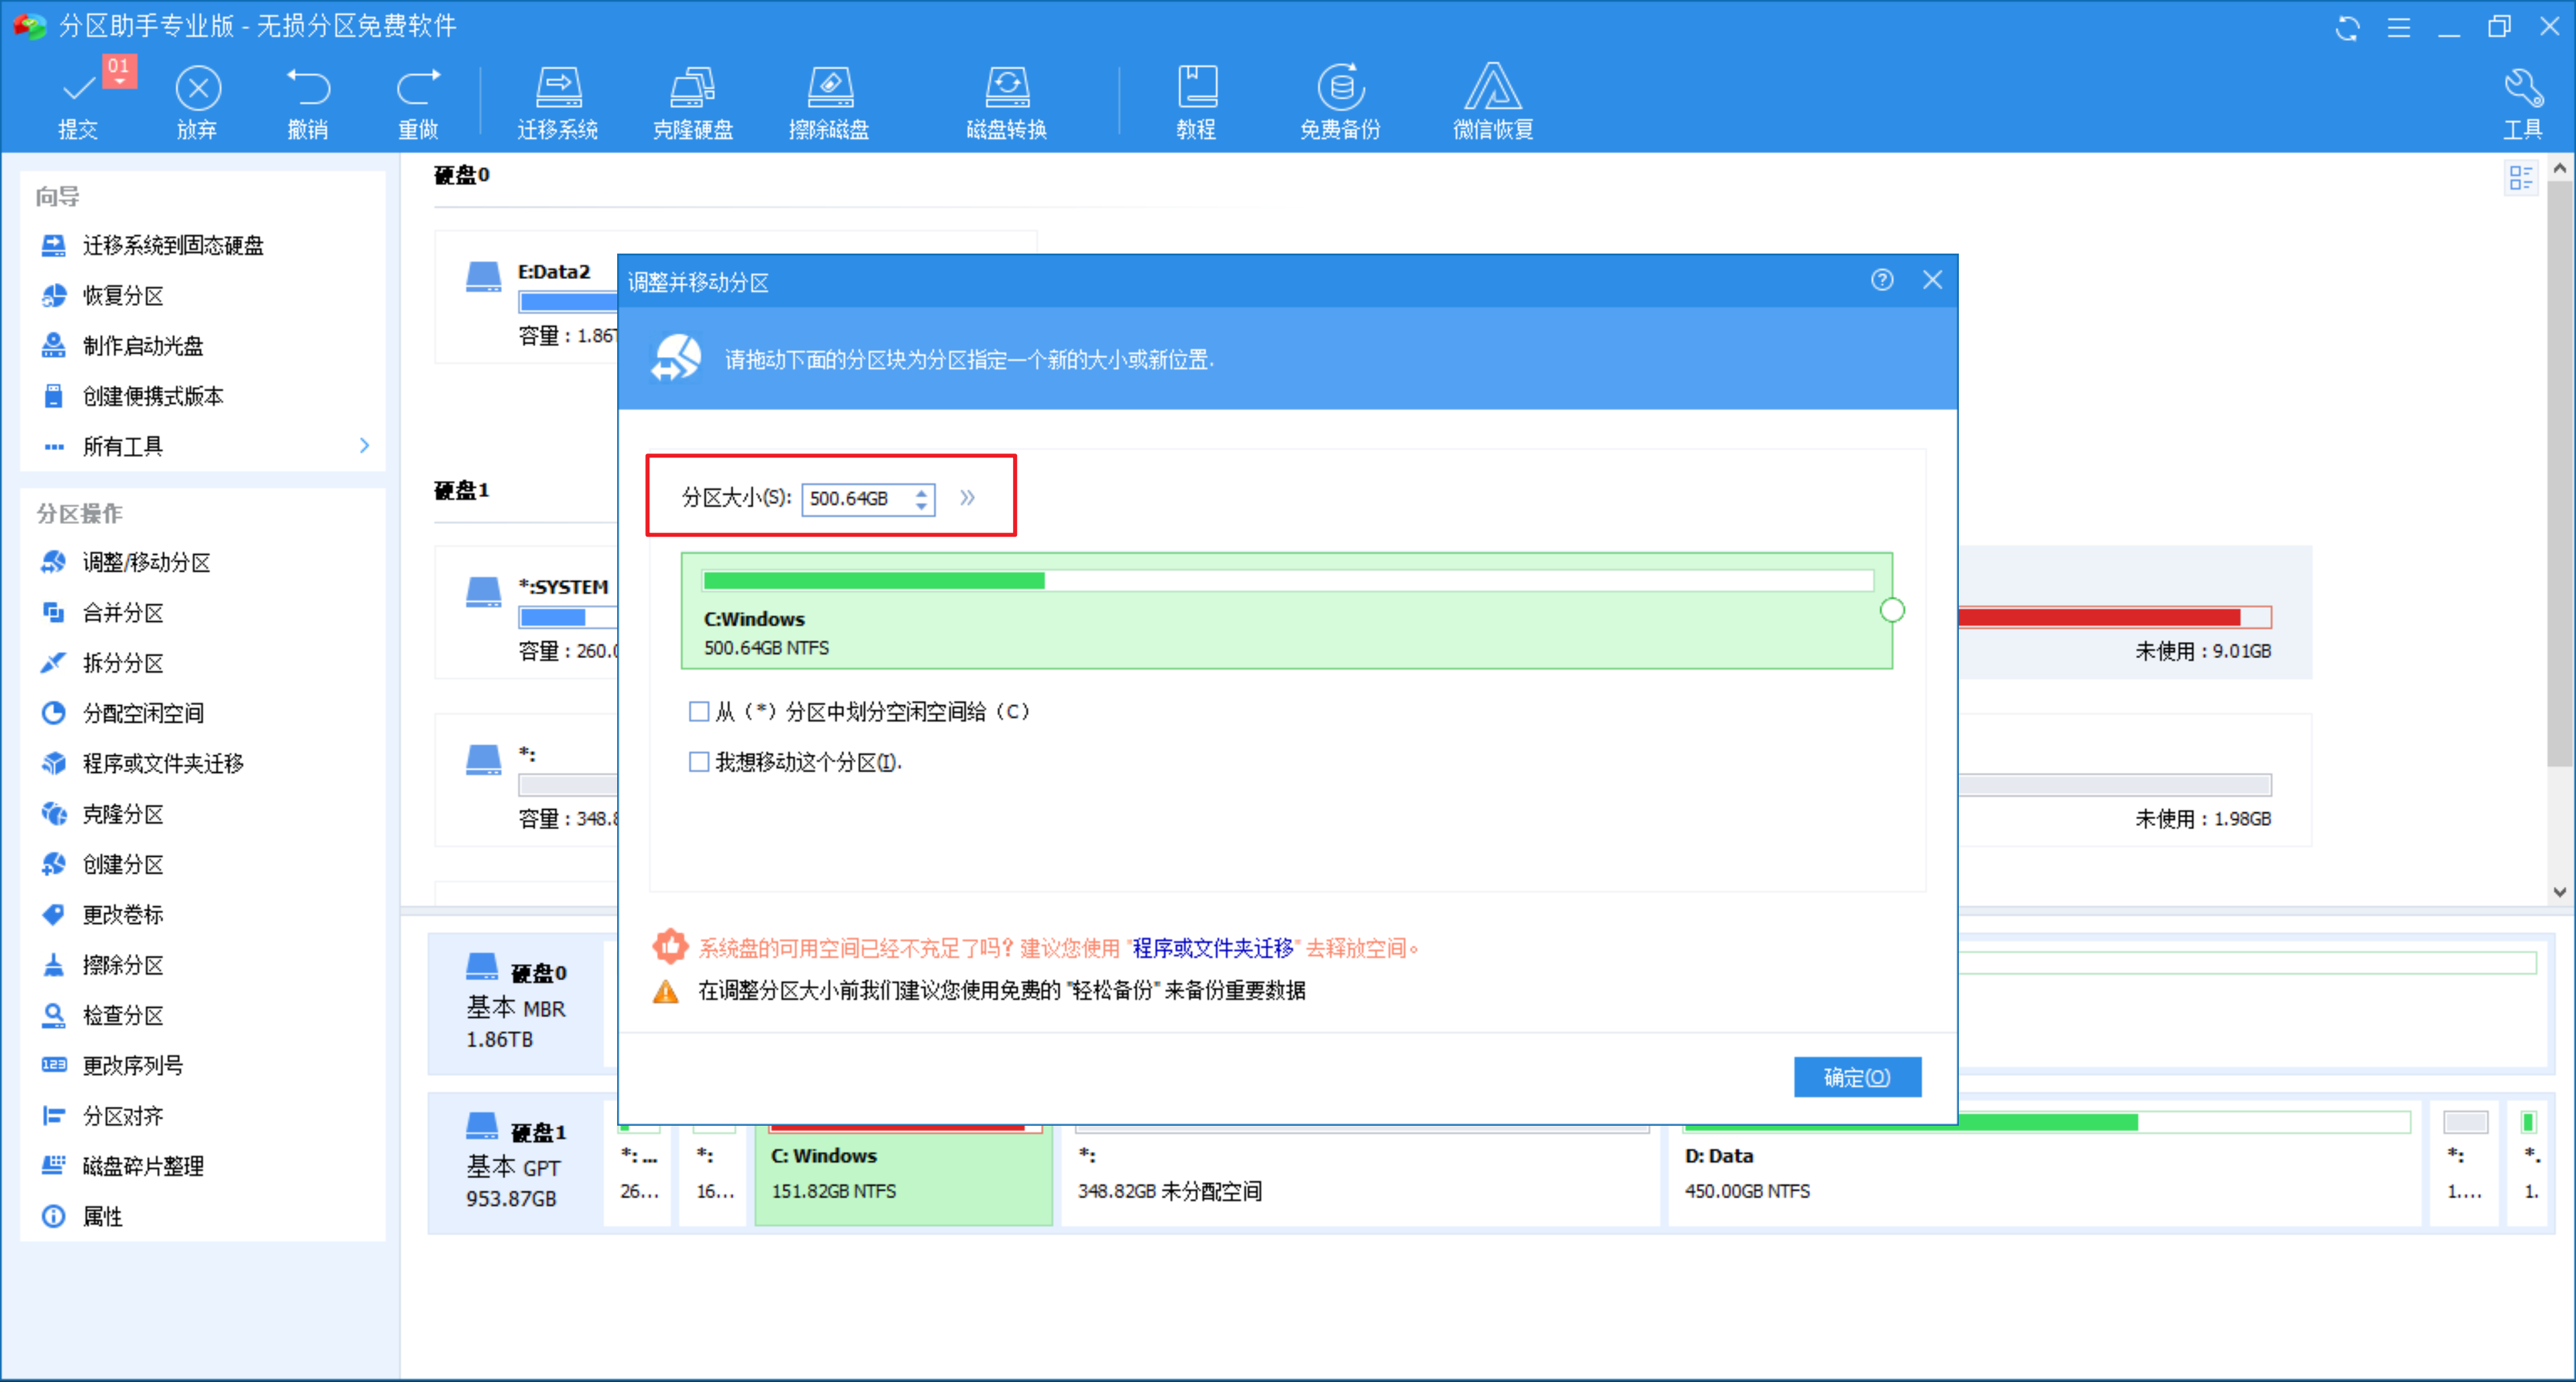 分区助手专业版 - 无损分区免费软件
01
提交
放弃
撤销
重做
迁移系统
克隆硬盘
擦除磁盘
磁盘转换
教程
免费备份
微信恢复
工具
向导
迁移系统到固态硬盘
恢复分区
制作启动光盘
创建便携式版本
所有工具
分区操作
调整/移动分区
合并分区
拆分分区
分配空闲空间
程序或文件夹迁移
克隆分区
创建分区
更改卷标
擦除分区
检查分区
123
更改序列号
分区对齐
磁盘碎片整理
属性
硬盘0
E:Data2
容量：1.86T
硬盘1
*:SYSTEM
容量：260.0
未使用：9.01GB
*:
容量：348.8
未使用：1.98GB
调整并移动分区
请拖动下面的分区块为分区指定一个新的大小或新位置.
分区大小(S): 500.64GB
C:Windows
500.64GB NTFS
从（*）分区中划分空闲空间给（C）
我想移动这个分区(I).
系统盘的可用空间已经不充足了吗？建议您使用 "程序或文件夹迁移" 去释放空间。
在调整分区大小前我们建议您使用免费的 "轻松备份" 来备份重要数据
确定(O)
硬盘0
基本 MBR
1.86TB
硬盘1
基本 GPT
953.87GB
*: ...
26...
*:
16...
C: Windows
151.82GB NTFS
*:
348.82GB 未分配空间
D: Data
450.00GB NTFS
*:
1....
*.
1.